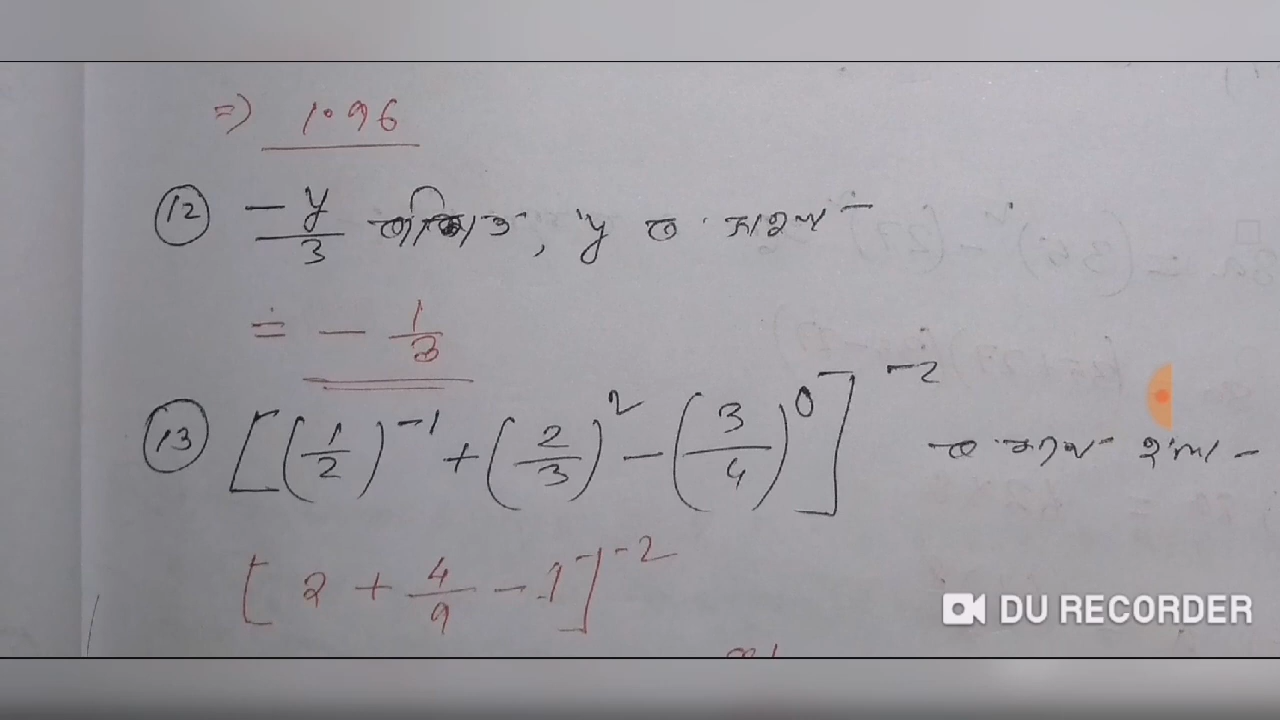 ⇒) 1.96
(12) -y/3 ৰাশিটোত, y ৰ সহগ -
= - 1/3
(13) [(1/2)^-1 + (2/3)^2 - (3/4)^0]^-2 ৰ মান হ'ল -
[2 + 4/9 - 1]^-2
DU RECORDER